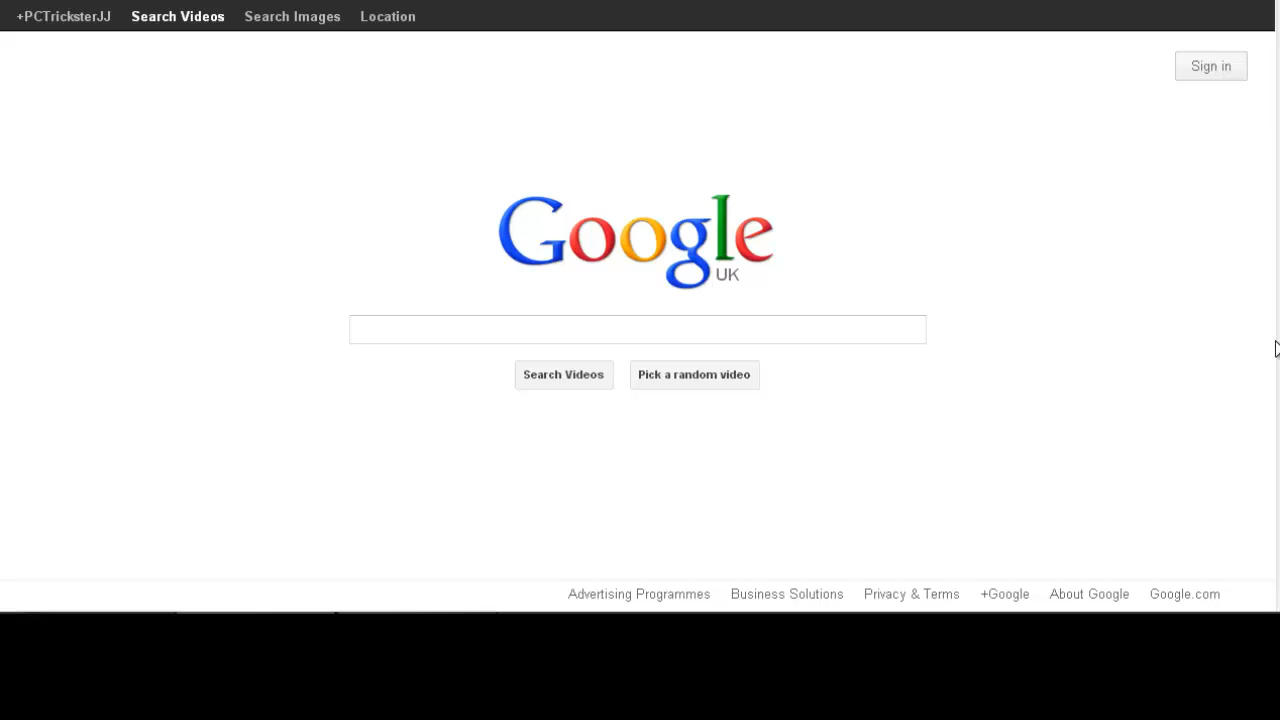 +PCTricksterJJ Search Videos Search Images Location
Sign in
Google
UK
Search Videos Pick a random video
Advertising Programmes Business Solutions Privacy & Terms +Google About Google Google.com